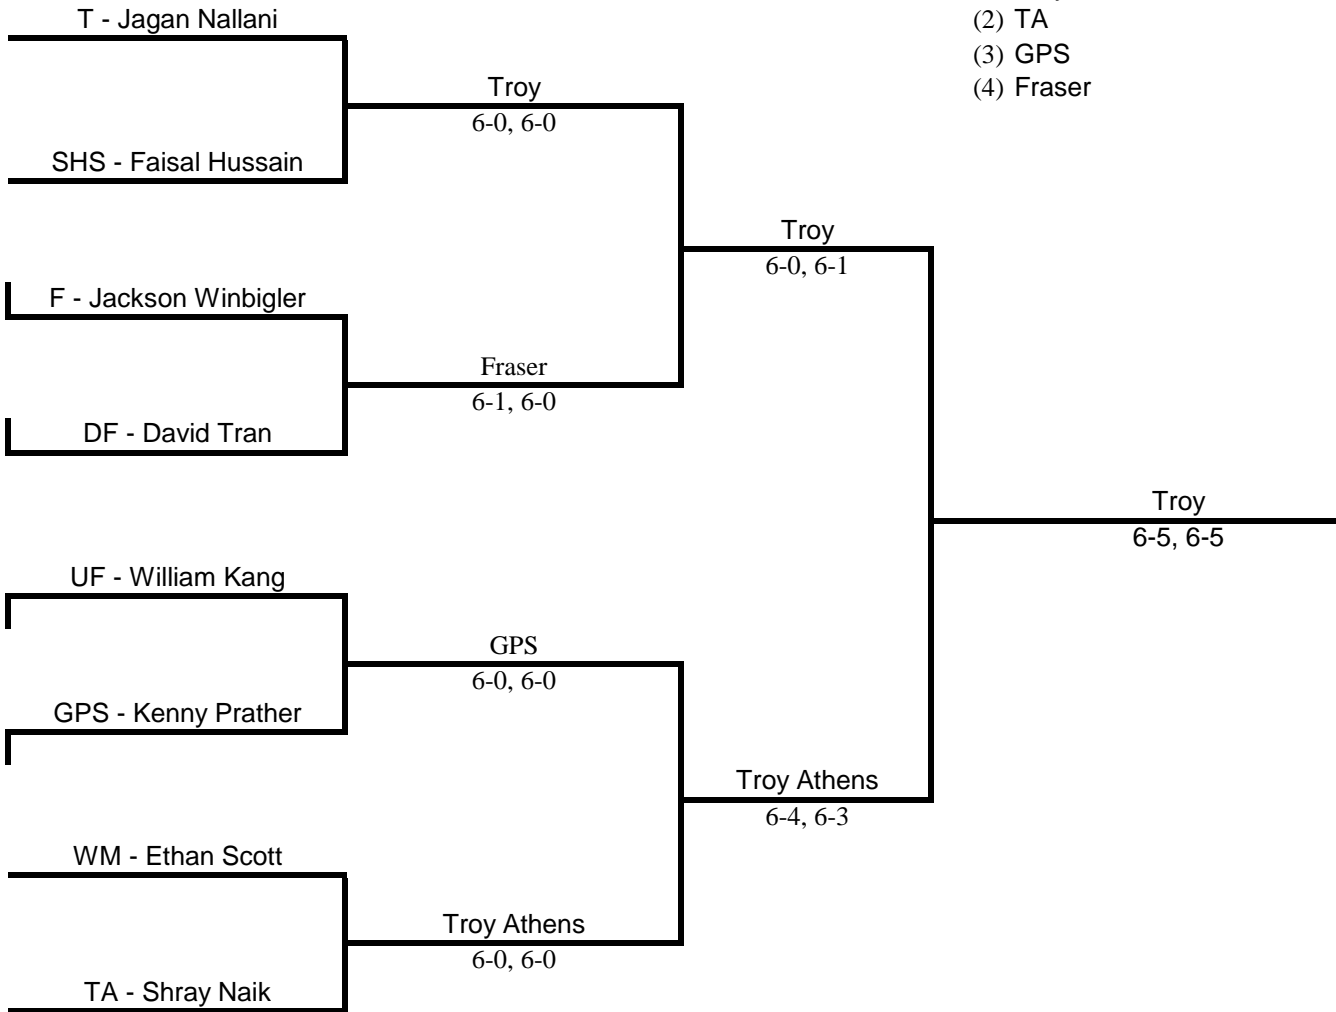 T - Jagan Nallani
(2) TA
(3) GPS
(4) Fraser
Troy
6-0, 6-0
SHS - Faisal Hussain
Troy
6-0, 6-1
F - Jackson Winbigler
Fraser
6-1, 6-0
DF - David Tran
Troy
6-5, 6-5
UF - William Kang
GPS
6-0, 6-0
GPS - Kenny Prather
Troy Athens
6-4, 6-3
WM - Ethan Scott
Troy Athens
6-0, 6-0
TA - Shray Naik